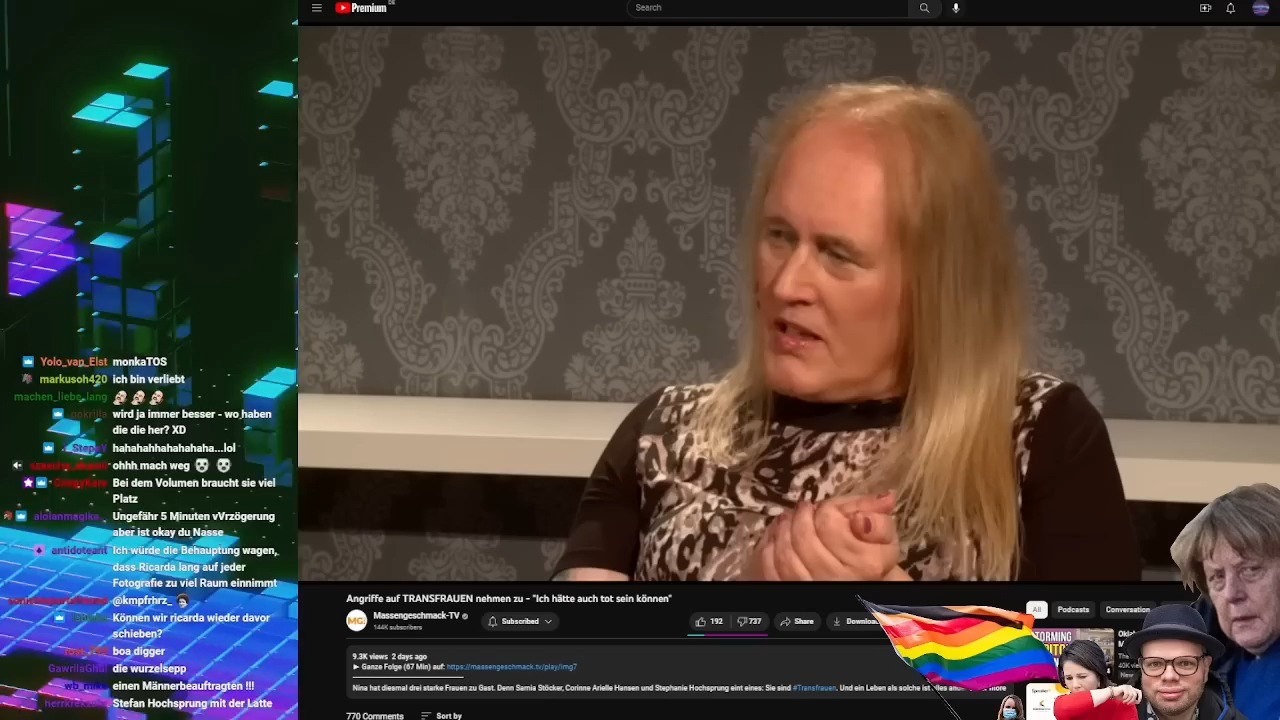 Premium DE
Search
Yolo_van_Elst monkaTOS
markusoh420 ich bin verliebt
machen_liebe_lang
wird ja immer besser - wo haben
die die her? XD
hahahahhahahahaha...lol
ohhh mach weg
Bei dem Volumen braucht sie viel
Platz
Ungefähr 5 Minuten vVrzögerung
aber ist okay du Nasse
antidoteant Ich würde die Behauptung wagen,
dass Ricarda lang auf jeder
Fotografie zu viel Raum einnimmt
@kmpfrhrz_
Können wir ricarda wieder davor
schieben?
boa digger
GawrilaGhul die wurzelsepp
einen Männerbeauftragten !!!
Stefan Hochsprung mit der Latte
Angriffe auf TRANSFRAUEN nehmen zu - "Ich hätte auch tot sein können"
MG
Massengeschmack-TV
144K subscribers
Subscribed
192
737
Share
Download
All
Podcasts
Conversation
9.3K views 2 days ago
► Ganze Folge (67 Min) auf: https://massengeschmack.tv/play/img7
Nina hat diesmal drei starke Frauen zu Gast. Denn Samia Stöcker, Corinne Arielle Hansen und Stephanie Hochsprung eint eines: Sie sind #Transfrauen. Und ein Leben als solche ist
more
STORMING
New
770 Comments
Sort by